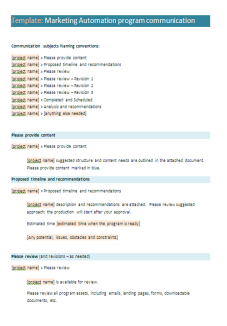 Template: Marketing Automation program communication
Communication subjects Naming conventions:
[project name] > Please provide content
[project name] > Proposed timeline and recommendations
[project name] > Please review
[project name] > Please review – Revision 1
[project name] > Please review – Revision 2
[project name] > Please review – Revision 3
[project name] > Completed and Scheduled
[project name] > Analysis and recommendations
[project name] > [anything else needed]
Please provide content
[project name] > Please provide content
[project name] suggested structure and content needs are outlined in the attached document.
Please provide content marked in blue.
Proposed timeline and recommendations
[project name] > Proposed timeline and recommendations
[project name] description and recommendations are attached. Please review suggested
approach; the production will start after your approval.
Estimated time [estimated time when the program is ready]
[Any potential, issues, obstacles and constraints]
Please review (and revisions – as needed)
[project name] > Please review
[project name] is available for review.
Please review all program assets, including emails, landing pages, forms, downloadable
documents, etc.